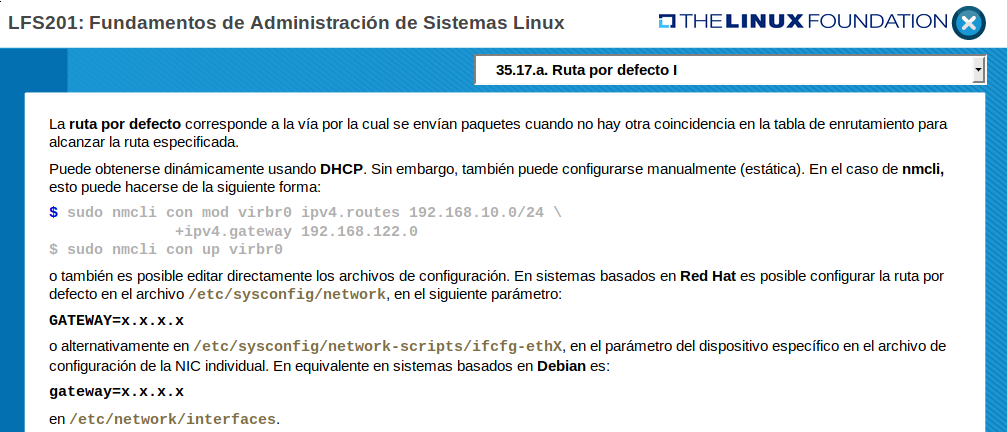 LFS201: Fundamentos de Administración de Sistemas Linux
THE LINUX FOUNDATION
35.17.a. Ruta por defecto I
La ruta por defecto corresponde a la vía por la cual se envían paquetes cuando no hay otra coincidencia en la tabla de enrutamiento para
alcanzar la ruta especificada.
Puede obtenerse dinámicamente usando DHCP. Sin embargo, también puede configurarse manualmente (estática). En el caso de nmcli,
esto puede hacerse de la siguiente forma:
$ sudo nmcli con mod virbr0 ipv4.routes 192.168.10.0/24 \
+ipv4.gateway 192.168.122.0
$ sudo nmcli con up virbr0
o también es posible editar directamente los archivos de configuración. En sistemas basados en Red Hat es posible configurar la ruta por
defecto en el archivo /etc/sysconfig/network, en el siguiente parámetro:
GATEWAY=x.x.x.x
o alternativamente en /etc/sysconfig/network-scripts/ifcfg-ethX, en el parámetro del dispositivo específico en el archivo de
configuración de la NIC individual. En equivalente en sistemas basados en Debian es:
gateway=x.x.x.x
en /etc/network/interfaces.